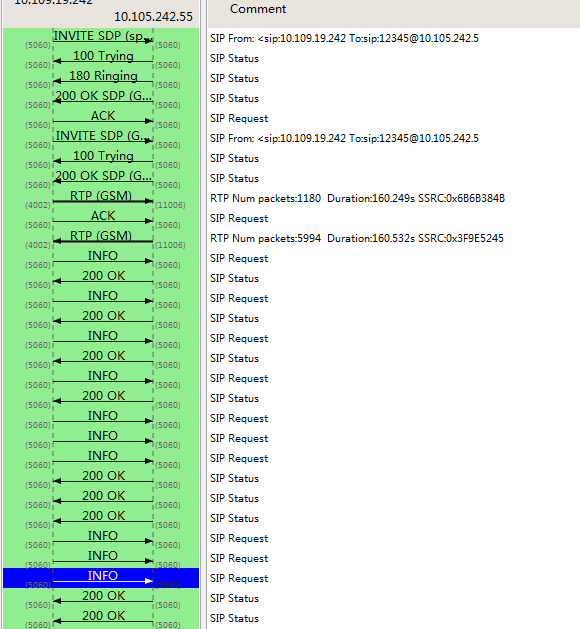 10.109.19.242
10.105.242.55 Comment
INVITE SDP (sp... SIP From: <sip:10.109.19.242 To:sip:12345@10.105.242.5
(5060) (5060)
100 Trying SIP Status
(5060) (5060)
180 Ringing SIP Status
(5060) (5060)
200 OK SDP (G... SIP Status
(5060) (5060)
ACK SIP Request
(5060) (5060)
INVITE SDP (G... SIP From: <sip:10.109.19.242 To:sip:12345@10.105.242.5
(5060) (5060)
100 Trying SIP Status
(5060) (5060)
200 OK SDP (G... SIP Status
(5060) (5060)
RTP (GSM) RTP Num packets:1180 Duration:160.249s SSRC:0x6B6B384B
(4002) (11006)
ACK SIP Request
(5060) (5060)
RTP (GSM) RTP Num packets:5994 Duration:160.532s SSRC:0x3F9E5245
(4002) (11006)
INFO SIP Request
(5060) (5060)
200 OK SIP Status
(5060) (5060)
INFO SIP Request
(5060) (5060)
200 OK SIP Status
(5060) (5060)
INFO SIP Request
(5060) (5060)
200 OK SIP Status
(5060) (5060)
INFO SIP Request
(5060) (5060)
200 OK SIP Status
(5060) (5060)
INFO SIP Request
(5060) (5060)
INFO SIP Request
(5060) (5060)
INFO SIP Request
(5060) (5060)
200 OK SIP Status
(5060) (5060)
200 OK SIP Status
(5060) (5060)
200 OK SIP Status
(5060) (5060)
INFO SIP Request
(5060) (5060)
INFO SIP Request
(5060) (5060)
INFO SIP Request
(5060) (5060)
200 OK SIP Status
(5060) (5060)
200 OK SIP Status
(5060) (5060)